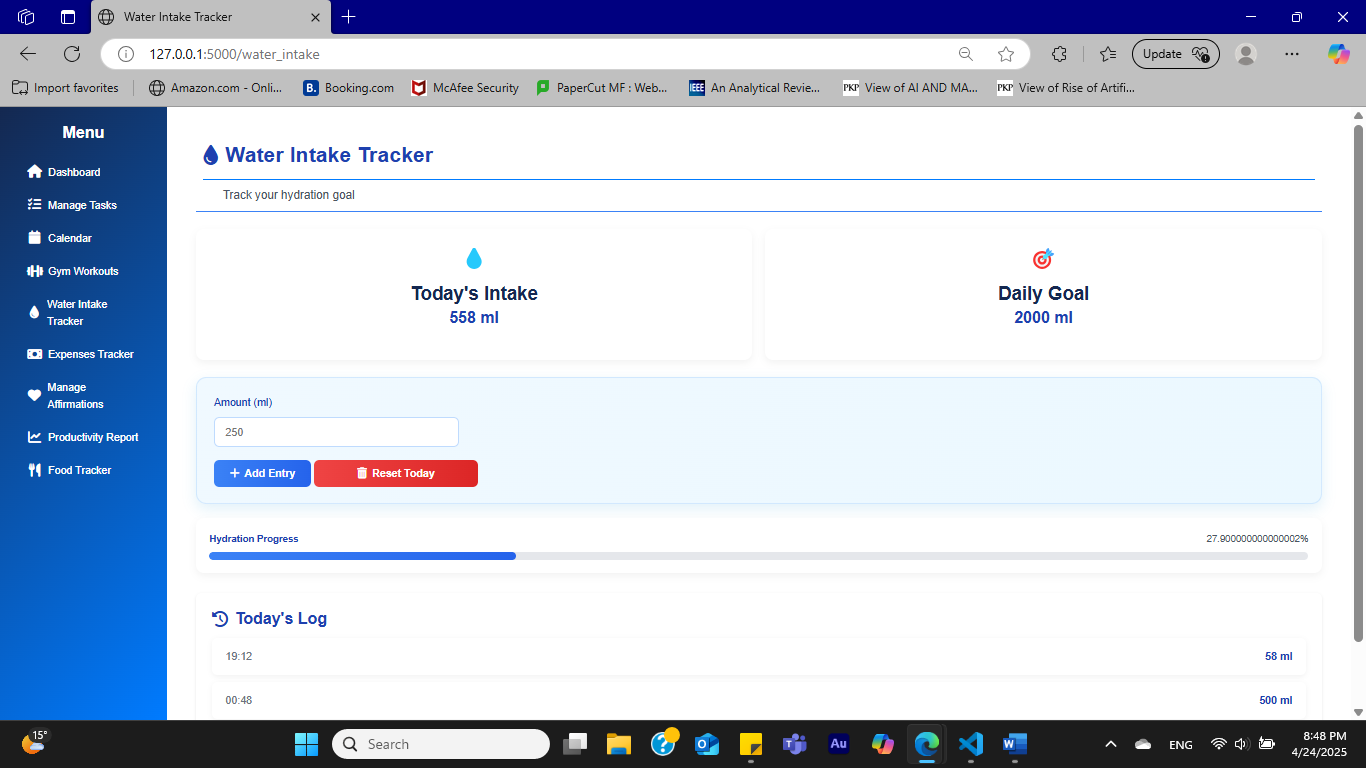 Water Intake Tracker
127.0.0.1:5000/water_intake
Update
Import favorites
Amazon.com - Onli...
B. Booking.com
McAfee Security
PaperCut MF : Web...
IEEE An Analytical Revie...
PKP View of AI AND MA...
PKP View of Rise of Artifi...
Menu
Dashboard
Manage Tasks
Calendar
Gym Workouts
Water Intake
Tracker
Expenses Tracker
Manage
Affirmations
Productivity Report
Food Tracker
Water Intake Tracker
Track your hydration goal
Today's Intake
558 ml
Daily Goal
2000 ml
Amount (ml)
250
Add Entry
Reset Today
Hydration Progress
27.900000000000002%
Today's Log
19:12
58 ml
00:48
500 ml
15°
Search
Au
ENG
8:48 PM
4/24/2025